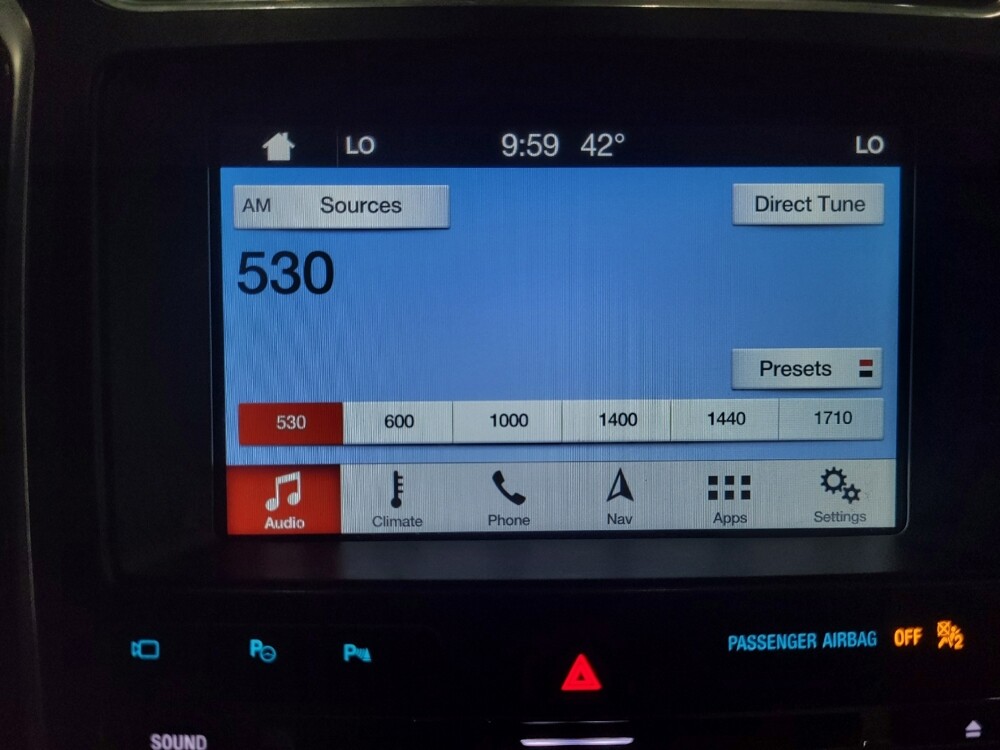 LO 9:59 42° LO
AM Sources Direct Tune
530
Presets
530 600 1000 1400 1440 1710
Audio Climate Phone Nav Apps Settings
P P
PASSENGER AIRBAG OFF 2
SOUND